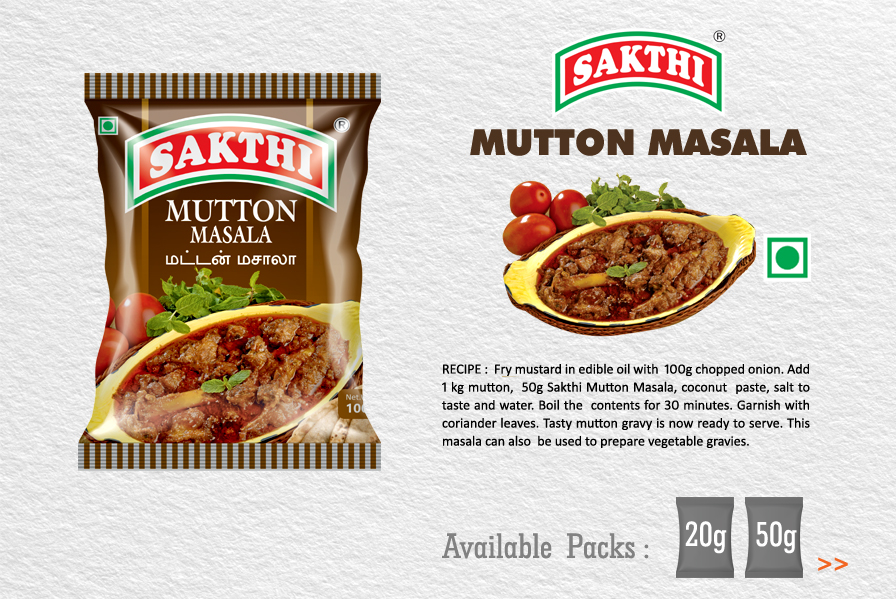 SAKTHI ®
MUTTON
MASALA
மட்டன் மசாலா
SAKTHI ®
MUTTON MASALA
RECIPE : Fry mustard in edible oil with 100g chopped onion. Add
1 kg mutton, 50g Sakthi Mutton Masala, coconut paste, salt to
taste and water. Boil the contents for 30 minutes. Garnish with
coriander leaves. Tasty mutton gravy is now ready to serve. This
masala can also be used to prepare vegetable gravies.
Available Packs : 20g 50g >>